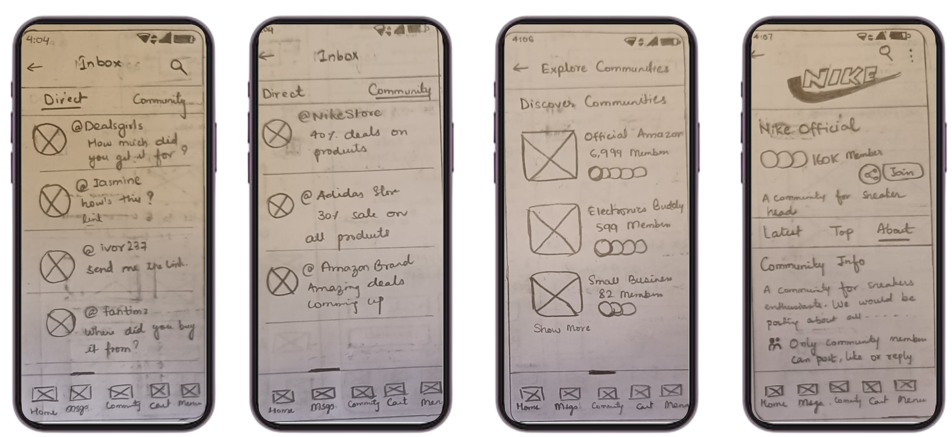 4:04
Inbox
Direct Community
@Dealsgirls
How much did
you get it for ?
@Jasmine
how's this ?
link
@ivor237
send me the link
@fantima
where did you buy
it from?
Home Msgs Community Cart Menu
Inbox
Direct Community
@NikeStore
40% deals on
products
@Adidas Store
30% sale on
all products
@Amazon Brand
Amazing deals
coming up
Home Msgs Community Cart Menu
4:06
Explore Communities
Discover Communities
Official Amazon
6,999 Members
Electronics Buddy
599 Members
Small Business
82 Members
Show More
Home Msgs Community Cart Menu
4:07
NIKE
Nike Official
160K Member
Join
A community for sneaker
heads
Latest Top About
Community Info
A community for sneakers
enthusiasts. We would be
posting about all . . . . .
Only community members
can post, like or reply
Home Msgs Community Cart Menu